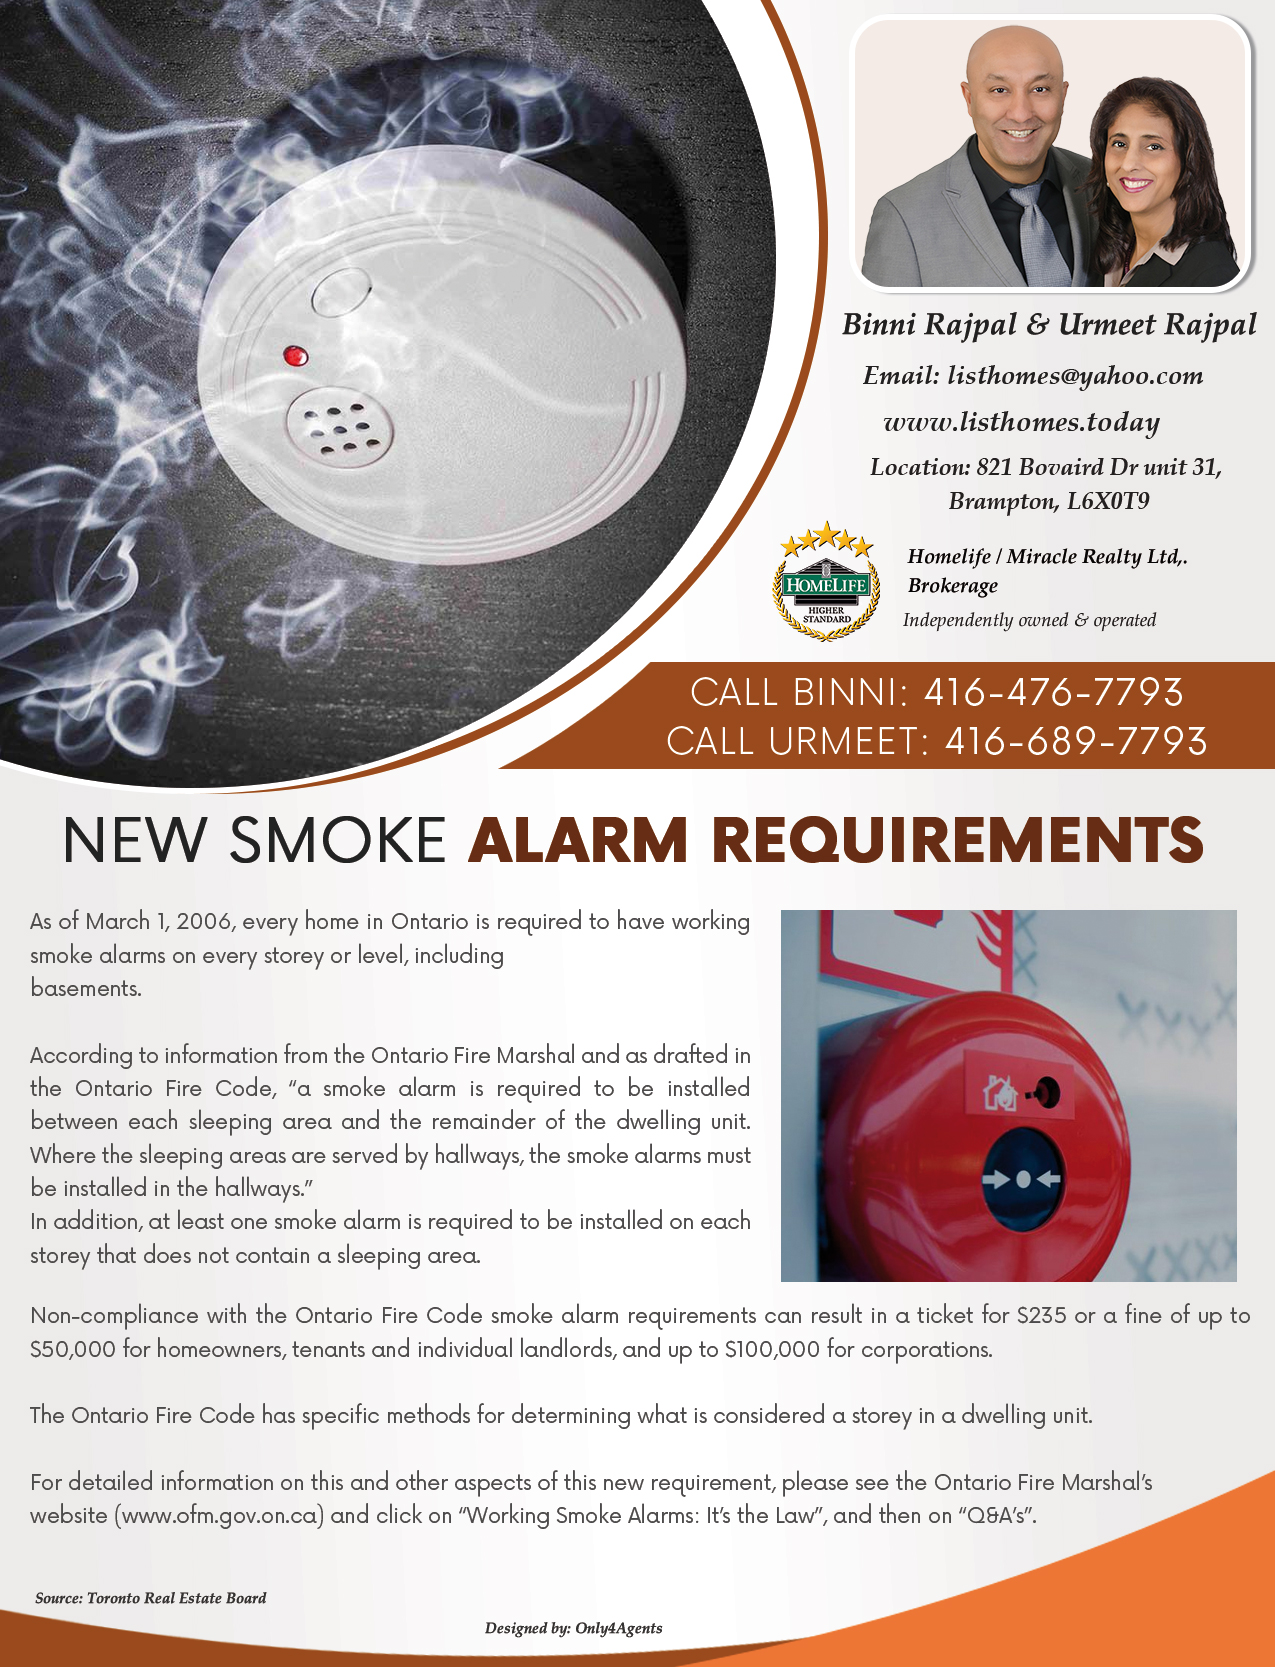 Binni Rajpal & Urmeet Rajpal
Email: listhomes@yahoo.com
www.listhomes.today
Location: 821 Bovaird Dr unit 31,
Brampton, L6X0T9
HOMELIFE
HIGHER
STANDARD
Homelife / Miracle Realty Ltd,.
Brokerage
Independently owned & operated
CALL BINNI: 416-476-7793
CALL URMEET: 416-689-7793
NEW SMOKE ALARM REQUIREMENTS
As of March 1, 2006, every home in Ontario is required to have working
smoke alarms on every storey or level, including
basements.
According to information from the Ontario Fire Marshal and as drafted in
the Ontario Fire Code, “a smoke alarm is required to be installed
between each sleeping area and the remainder of the dwelling unit.
Where the sleeping areas are served by hallways, the smoke alarms must
be installed in the hallways.”
In addition, at least one smoke alarm is required to be installed on each
storey that does not contain a sleeping area.
Non-compliance with the Ontario Fire Code smoke alarm requirements can result in a ticket for $235 or a fine of up to
$50,000 for homeowners, tenants and individual landlords, and up to $100,000 for corporations.
The Ontario Fire Code has specific methods for determining what is considered a storey in a dwelling unit.
For detailed information on this and other aspects of this new requirement, please see the Ontario Fire Marshal’s
website (www.ofm.gov.on.ca) and click on “Working Smoke Alarms: It’s the Law”, and then on “Q&A’s”.
Source: Toronto Real Estate Board
Designed by: Only4Agents